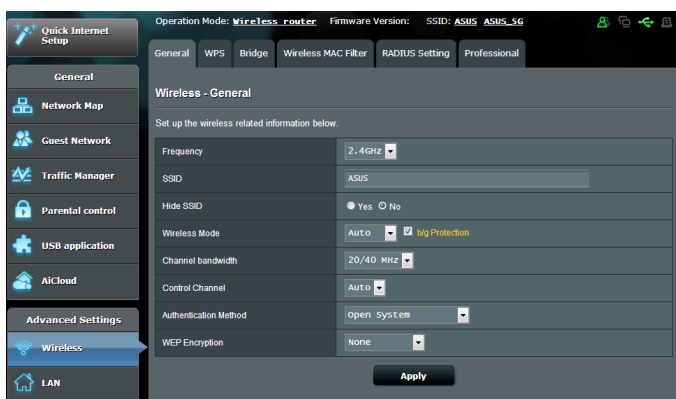 Quick Internet
Setup
Operation Mode: Wireless router Firmware Version: SSID: ASUS ASUS_5G
General WPS Bridge Wireless MAC Filter RADIUS Setting Professional
General
Network Map
Guest Network
Traffic Manager
Parental control
USB application
AiCloud
Advanced Settings
Wireless
LAN
Wireless - General
Set up the wireless related information below.
Frequency 2.4GHz
SSID ASUS
Hide SSID Yes No
Wireless Mode Auto b/g Protection
Channel bandwidth 20/40 MHz
Control Channel Auto
Authentication Method Open System
WEP Encryption None
Apply